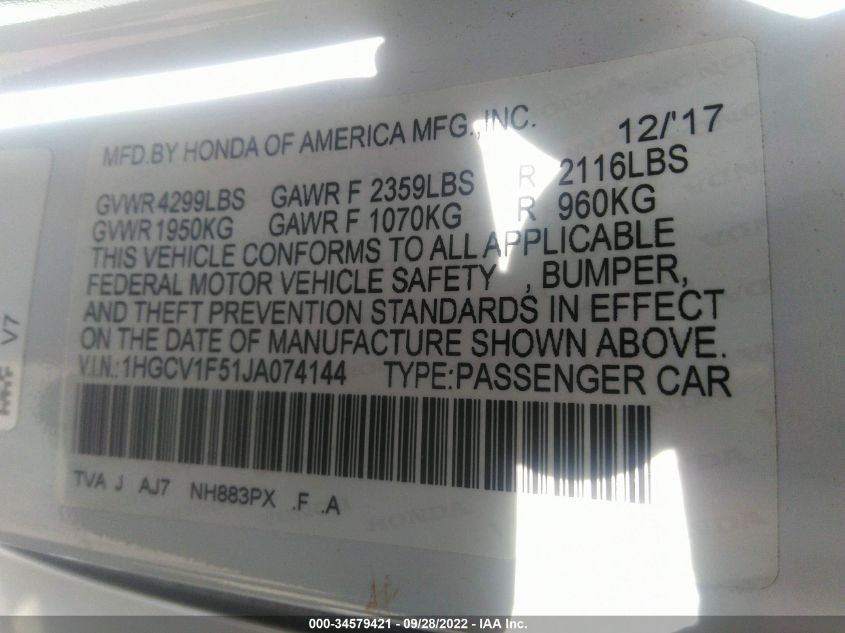 MFD.BY HONDA OF AMERICA MFG.,INC. 12/'17
GVWR 4299LBS GAWR F 2359LBS R 2116LBS
GVWR 1950KG GAWR F 1070KG R 960KG
THIS VEHICLE CONFORMS TO ALL APPLICABLE
FEDERAL MOTOR VEHICLE SAFETY , BUMPER,
AND THEFT PREVENTION STANDARDS IN EFFECT
ON THE DATE OF MANUFACTURE SHOWN ABOVE.
V.I.N.:1HGCV1F51JA074144 TYPE:PASSENGER CAR
TVA J AJ7 NH883PX .F .A
V7
HONDA
000-34579421 - 09/28/2022 - IAA Inc.